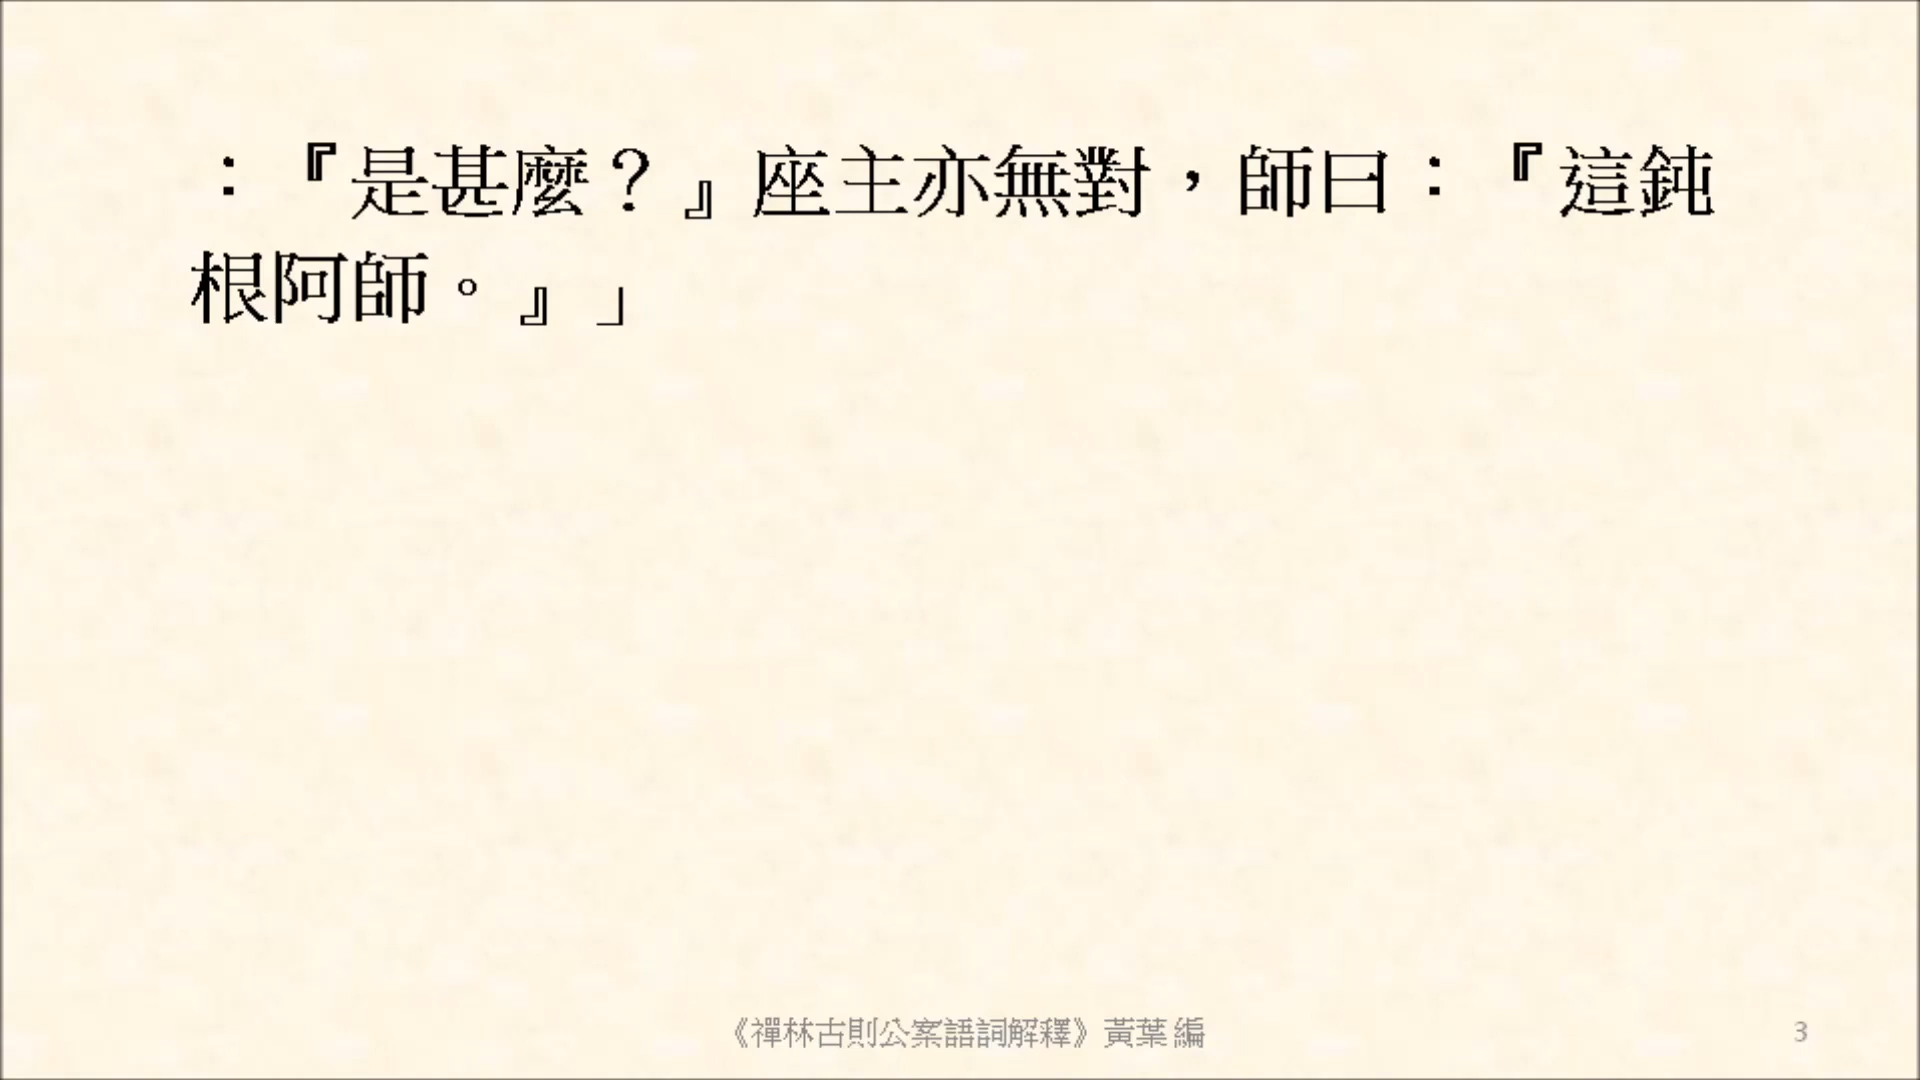 ：『是甚麼？』座主亦無對，師曰：『這鈍
根阿師。』」
《禪林古則公案語詞解釋》黃葉 編
3